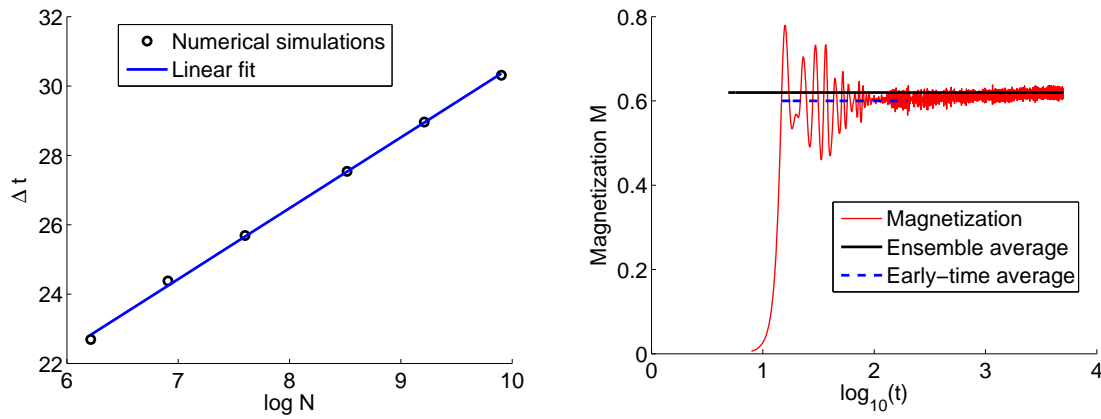 32
30
28
26
24
22
Δ t
Numerical simulations
Linear fit
6 7 8 9 10
log N
0.8
0.6
0.4
0.2
0
Magnetization M
Magnetization
Ensemble average
Early−time average
0 1 2 3 4
log10(t)